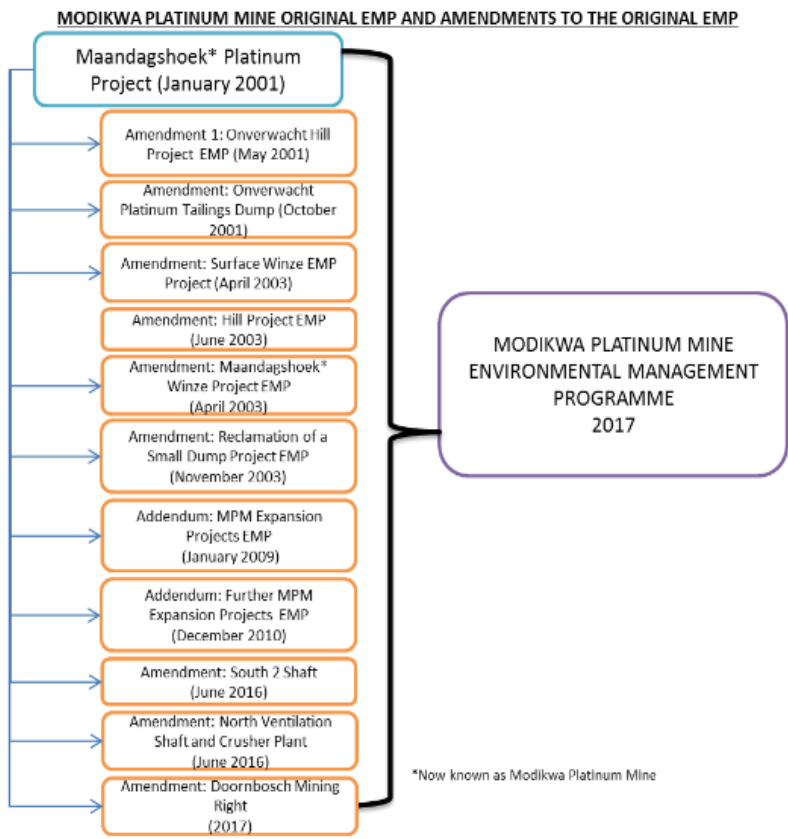 MODIKWA PLATINUM MINE ORIGINAL EMP AND AMENDMENTS TO THE ORIGINAL EMP
Maandagshoek* Platinum
Project (January 2001)
Amendment 1: Onverwacht Hill
Project EMP (May 2001)
Amendment: Onverwacht
Platinum Tailings Dump (October
2001)
Amendment: Surface Winze EMP
Project (April 2003)
Amendment: Hill Project EMP
(June 2003)
Amendment: Maandagshoek*
Winze Project EMP
(April 2003)
Amendment: Reclamation of a
Small Dump Project EMP
(November 2003)
Addendum: MPM Expansion
Projects EMP
(January 2009)
Addendum: Further MPM
Expansion Projects EMP
(December 2010)
Amendment: South 2 Shaft
(June 2016)
Amendment: North Ventilation
Shaft and Crusher Plant
(June 2016)
Amendment: Doornbosch Mining
Right
(2017)
MODIKWA PLATINUM MINE
ENVIRONMENTAL MANAGEMENT
PROGRAMME
2017
*Now known as Modikwa Platinum Mine